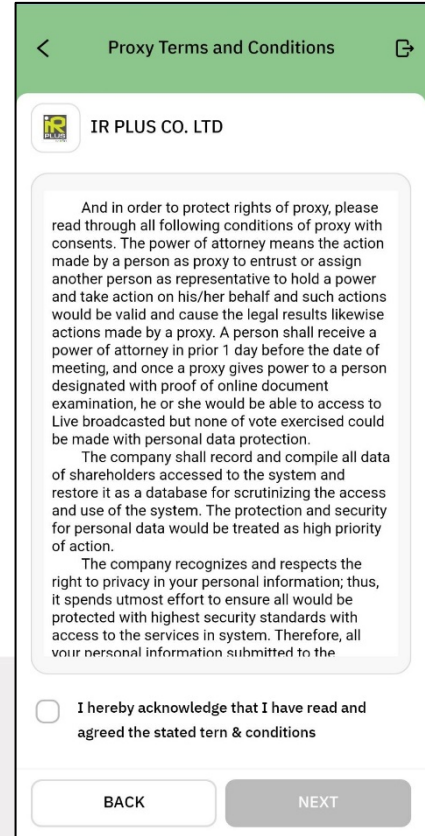 Proxy Terms and Conditions
iR
PLUS
IR PLUS CO. LTD
And in order to protect rights of proxy, please
read through all following conditions of proxy with
consents. The power of attorney means the action
made by a person as proxy to entrust or assign
another person as representative to hold a power
and take action on his/her behalf and such actions
would be valid and cause the legal results likewise
actions made by a proxy. A person shall receive a
power of attorney in prior 1 day before the date of
meeting, and once a proxy gives power to a person
designated with proof of online document
examination, he or she would be able to access to
Live broadcasted but none of vote exercised could
be made with personal data protection.
The company shall record and compile all data
of shareholders accessed to the system and
restore it as a database for scrutinizing the access
and use of the system. The protection and security
for personal data would be treated as high priority
of action.
The company recognizes and respects the
right to privacy in your personal information; thus,
it spends utmost effort to ensure all would be
protected with highest security standards with
access to the services in system. Therefore, all
your personal information submitted to the
I hereby acknowledge that I have read and
agreed the stated tern & conditions
BACK
NEXT